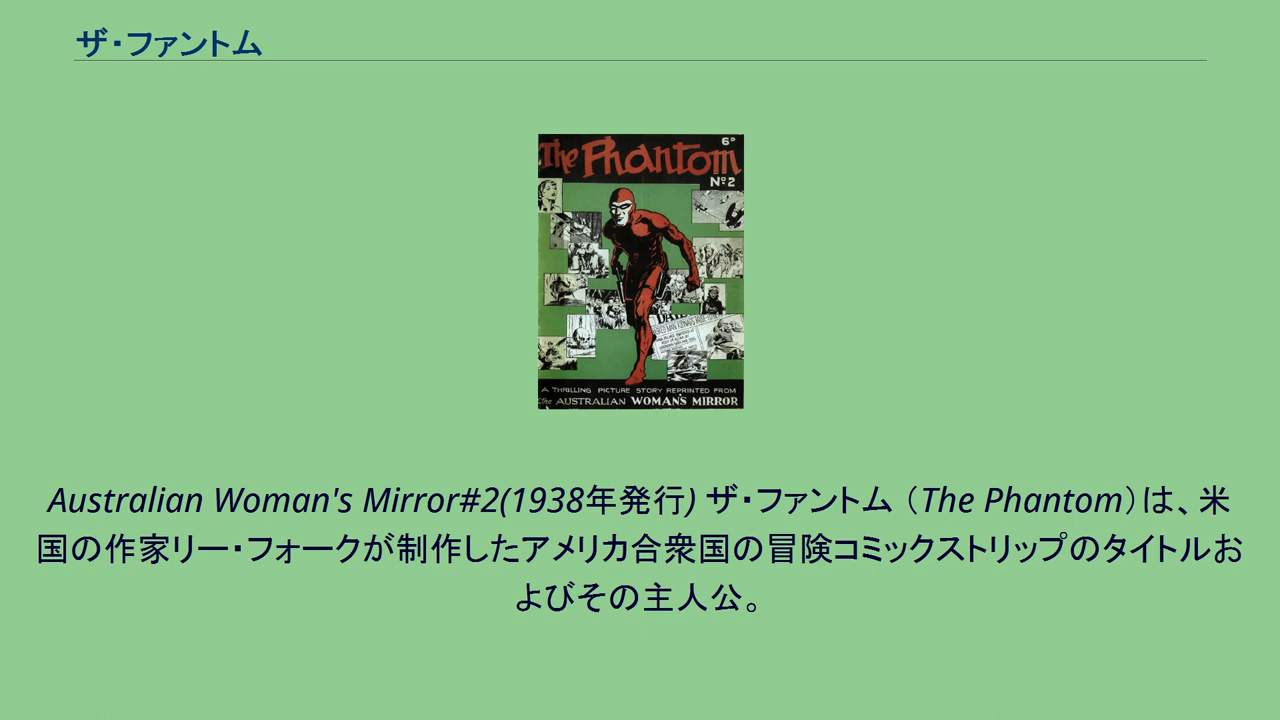 ザ・ファントム
The Phantom
6ᴰ
Nº2
A THRILLING PICTURE STORY REPRINTED FROM
The AUSTRALIAN WOMAN'S MIRROR
Australian Woman's Mirror#2(1938年発行) ザ・ファントム（The Phantom）は、米
国の作家リー・フォークが制作したアメリカ合衆国の冒険コミックストリップのタイトルお
よびその主人公。